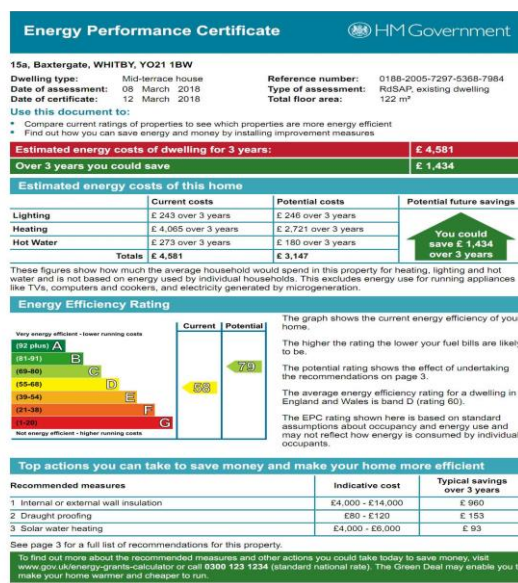 Energy Performance Certificate
HM Government
15a, Baxtergate, WHITBY, YO21 1BW
Dwelling type: Mid-terrace house
Date of assessment: 08 March 2018
Date of certificate: 12 March 2018
Reference number: 0188-2005-7297-5368-7984
Type of assessment: RdSAP, existing dwelling
Total floor area: 122 m²
Use this document to:
• Compare current ratings of properties to see which properties are more energy efficient
• Find out how you can save energy and money by installing improvement measures
Estimated energy costs of dwelling for 3 years: £ 4,581
Over 3 years you could save £ 1,434
Estimated energy costs of this home
Current costs Potential costs Potential future savings
Lighting £ 243 over 3 years £ 246 over 3 years
Heating £ 4,065 over 3 years £ 2,721 over 3 years
Hot Water £ 273 over 3 years £ 180 over 3 years
Totals £ 4,581 £ 3,147
You could
save £ 1,434
over 3 years
These figures show how much the average household would spend in this property for heating, lighting and hot
water and is not based on energy used by individual households. This excludes energy use for running appliances
like TVs, computers and cookers, and electricity generated by microgeneration.
Energy Efficiency Rating
Current Potential
Very energy efficient - lower running costs
(92 plus) A
(81-91) B
(69-80) C
(55-68) D
(39-54) E
(21-38) F
(1-20) G
Not energy efficient - higher running costs
58
79
The graph shows the current energy efficiency of you
home.
The higher the rating the lower your fuel bills are likely
to be.
The potential rating shows the effect of undertaking
the recommendations on page 3.
The average energy efficiency rating for a dwelling in
England and Wales is band D (rating 60).
The EPC rating shown here is based on standard
assumptions about occupancy and energy use and
may not reflect how energy is consumed by individual
occupants.
Top actions you can take to save money and make your home more efficient
Recommended measures Indicative cost Typical savings
over 3 years
1 Internal or external wall insulation £4,000 - £14,000 £ 960
2 Draught proofing £80 - £120 £ 153
3 Solar water heating £4,000 - £6,000 £ 93
See page 3 for a full list of recommendations for this property.
To find out more about the recommended measures and other actions you could take today to save money, visit
www.gov.uk/energy-grants-calculator or call 0300 123 1234 (standard national rate). The Green Deal may enable you t
make your home warmer and cheaper to run.